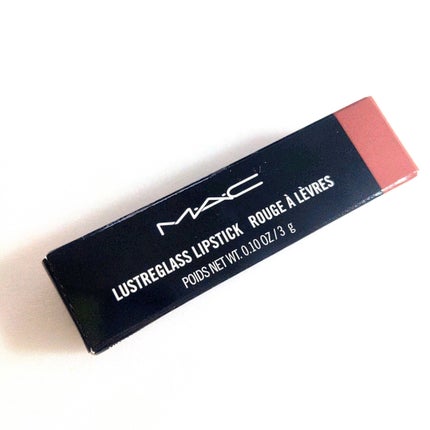 MAC
LUSTREGLASS LIPSTICK ROUGE À LÈVRES
POIDS NET WT. 0.10 OZ / 3 g